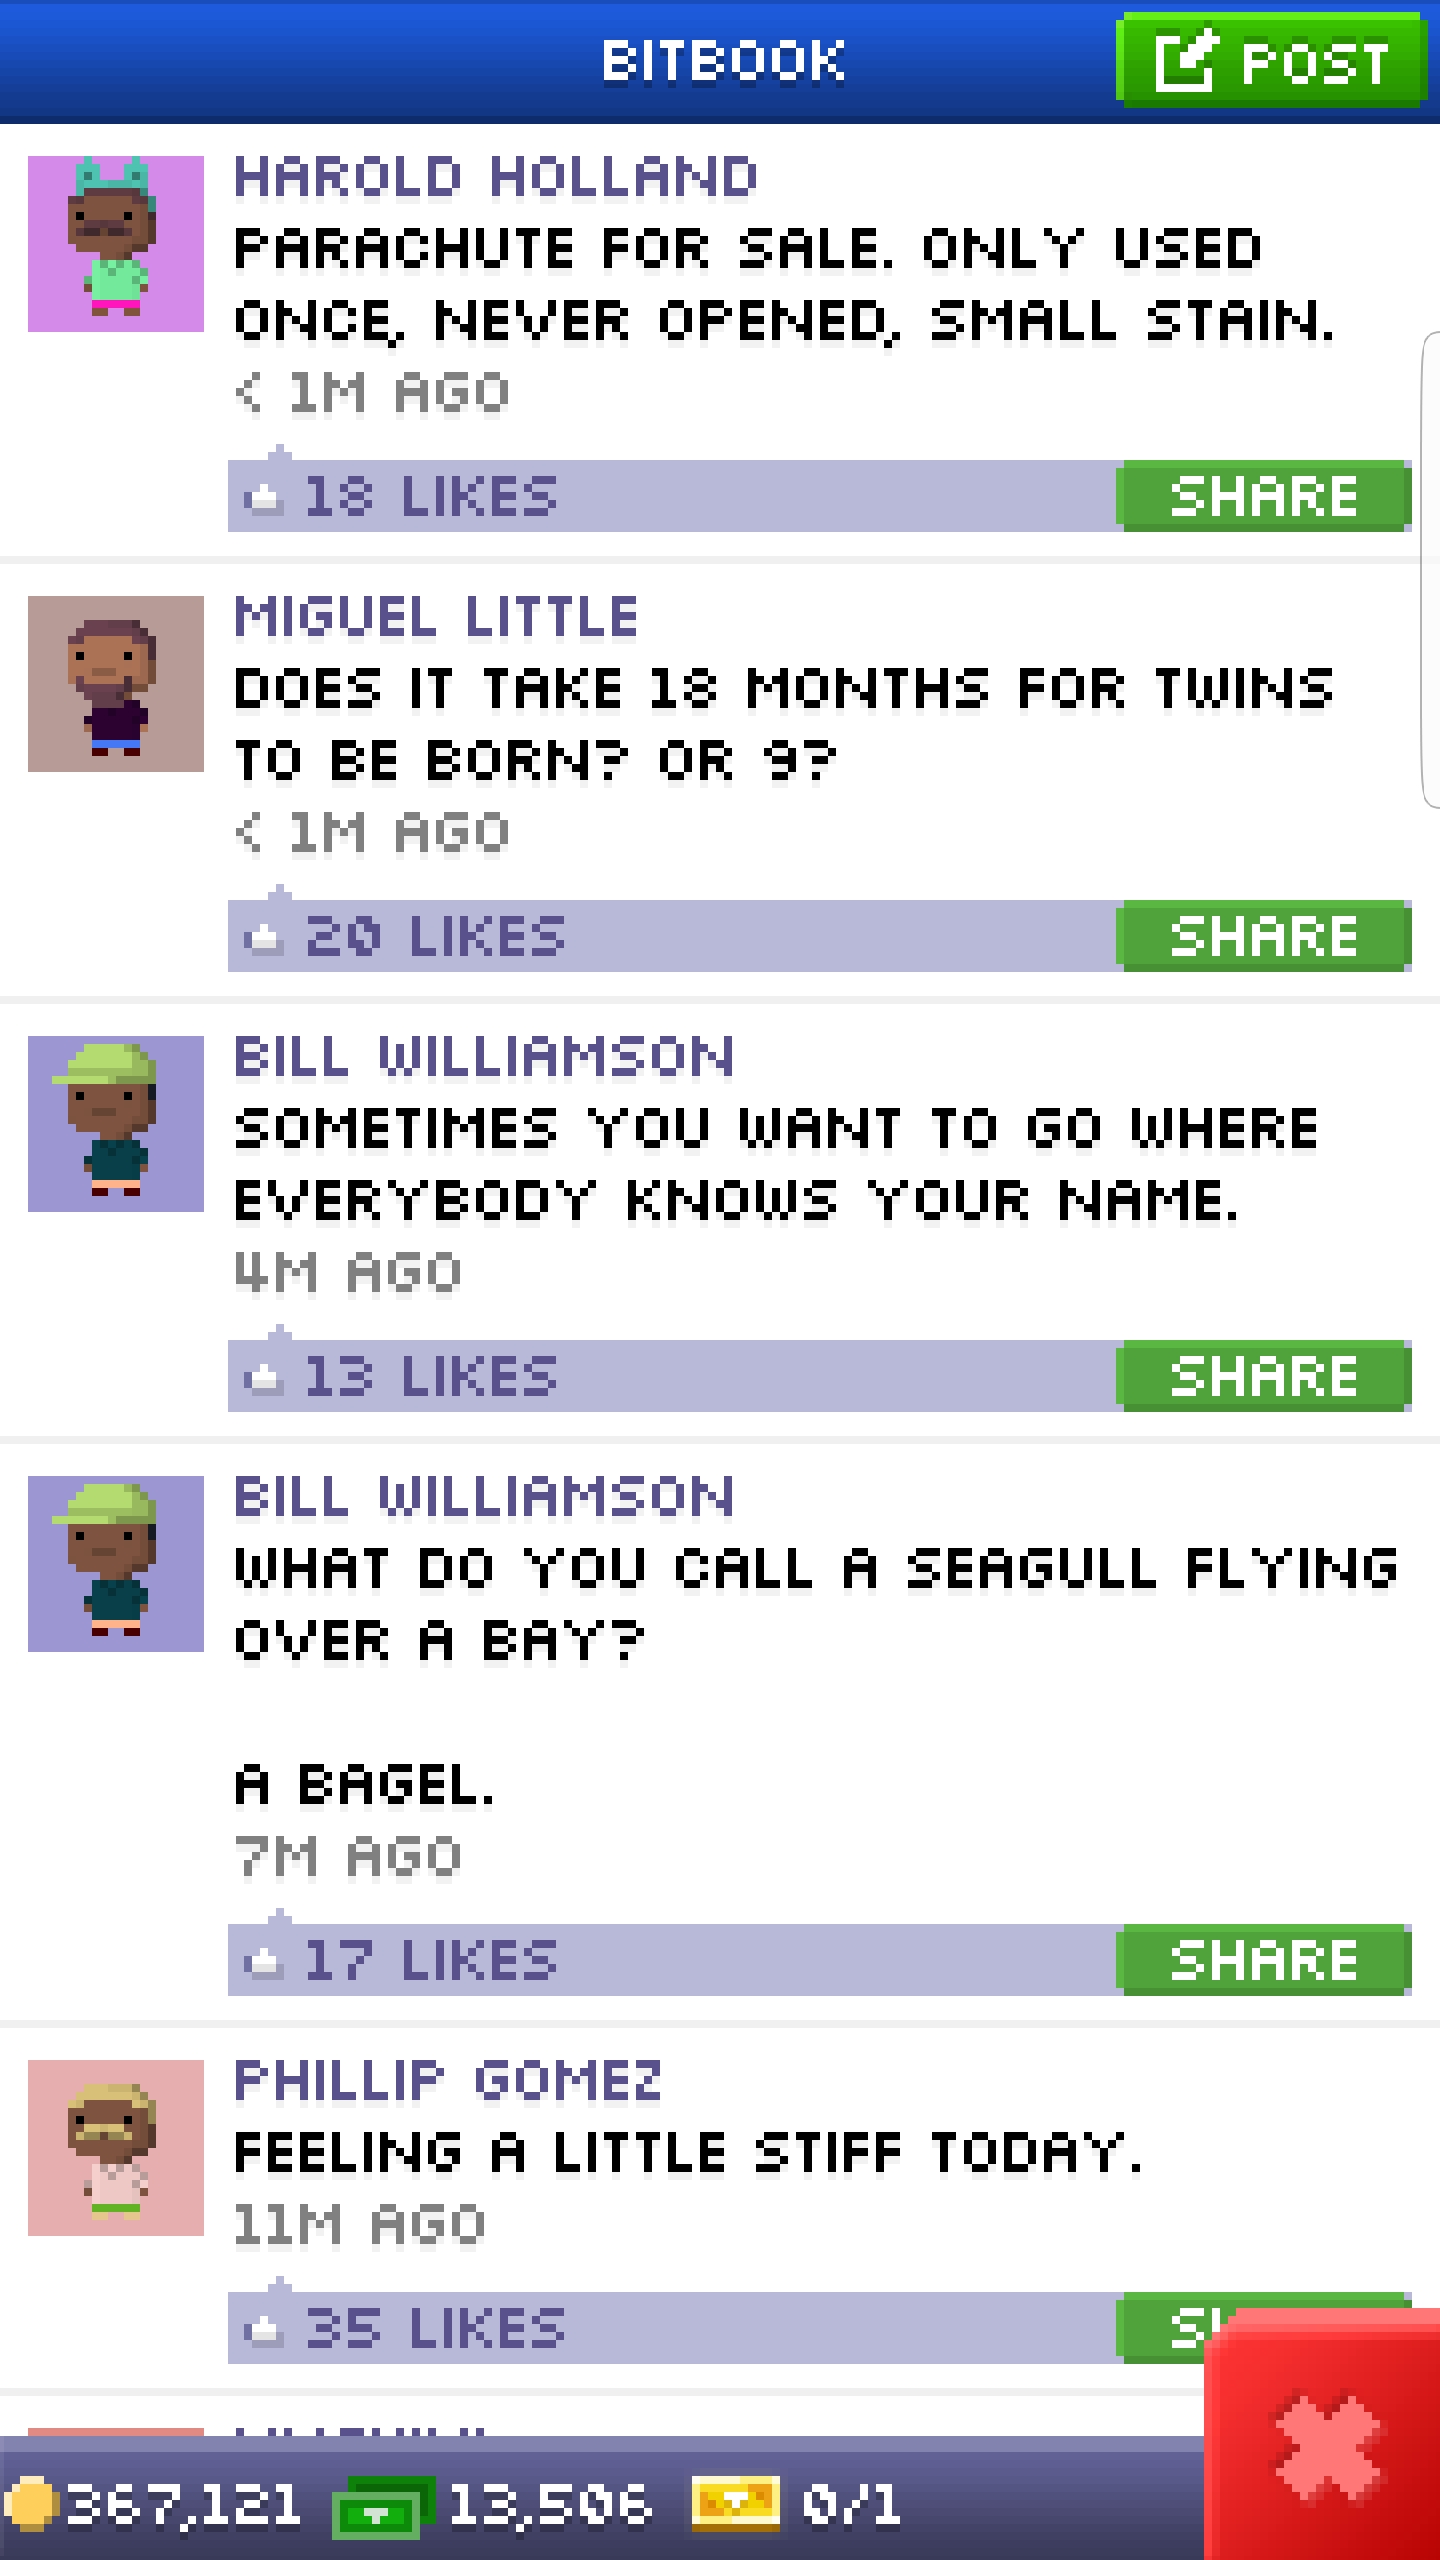 BITBOOK
POST
HAROLD HOLLAND
PARACHUTE FOR SALE. ONLY USED
ONCE, NEVER OPENED, SMALL STAIN.
< 1M AGO
18 LIKES
SHARE
MIGUEL LITTLE
DOES IT TAKE 18 MONTHS FOR TWINS
TO BE BORN? OR 9?
< 1M AGO
20 LIKES
SHARE
BILL WILLIAMSON
SOMETIMES YOU WANT TO GO WHERE
EVERYBODY KNOWS YOUR NAME.
4M AGO
13 LIKES
SHARE
BILL WILLIAMSON
WHAT DO YOU CALL A SEAGULL FLYING
OVER A BAY?
A BAGEL.
7M AGO
17 LIKES
SHARE
PHILLIP GOMEZ
FEELING A LITTLE STIFF TODAY.
11M AGO
35 LIKES
367,121
13,506
0/1